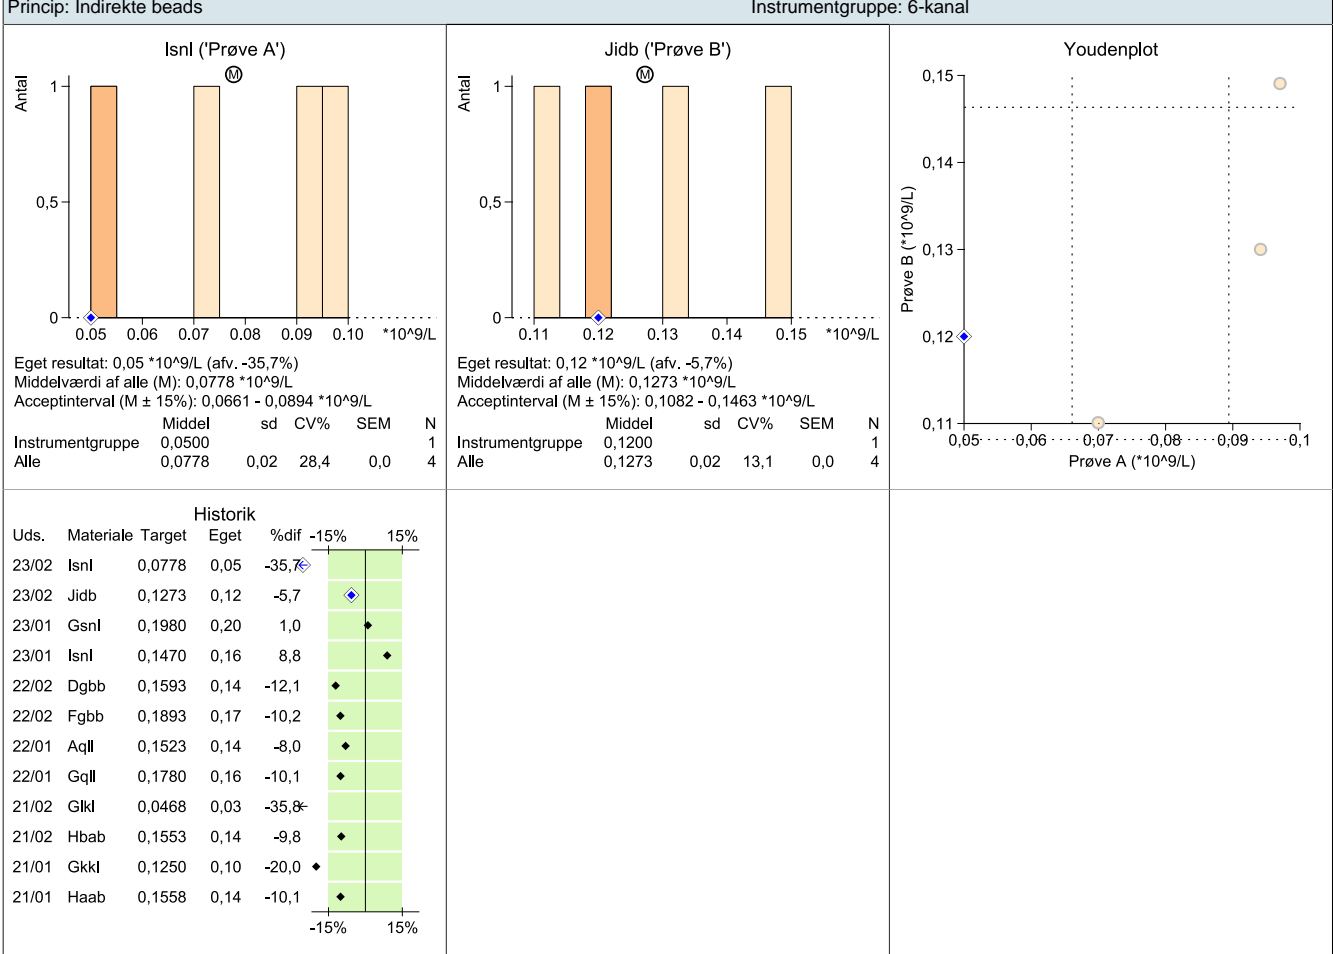 Princip: Indirekte beads
Instrumentgruppe: 6-kanal
Isnl ('Prøve A')
M
Antal
1
0,5
0
0.05 0.06 0.07 0.08 0.09 0.10 *10^9/L
Eget resultat: 0,05 *10^9/L (afv. -35,7%)
Middelværdi af alle (M): 0,0778 *10^9/L
Acceptinterval (M ± 15%): 0,0661 - 0,0894 *10^9/L
Middel sd CV% SEM N
Instrumentgruppe 0,0500 1
Alle 0,0778 0,02 28,4 0,0 4
Jidb ('Prøve B')
M
Antal
1
0,5
0
0.11 0.12 0.13 0.14 0.15 *10^9/L
Eget resultat: 0,12 *10^9/L (afv. -5,7%)
Middelværdi af alle (M): 0,1273 *10^9/L
Acceptinterval (M ± 15%): 0,1082 - 0,1463 *10^9/L
Middel sd CV% SEM N
Instrumentgruppe 0,1200 1
Alle 0,1273 0,02 13,1 0,0 4
Youdenplot
Prøve B (*10^9/L)
0,15
0,14
0,13
0,12
0,11
0,05 0,06 0,07 0,08 0,09 0,1
Prøve A (*10^9/L)
Historik
Uds. Materiale Target Eget %dif -15% 15%
23/02 Isnl 0,0778 0,05 -35,7
23/02 Jidb 0,1273 0,12 -5,7
23/01 Gsnl 0,1980 0,20 1,0
23/01 Isnl 0,1470 0,16 8,8
22/02 Dgbb 0,1593 0,14 -12,1
22/02 Fgbb 0,1893 0,17 -10,2
22/01 Aqll 0,1523 0,14 -8,0
22/01 Gqll 0,1780 0,16 -10,1
21/02 Glkl 0,0468 0,03 -35,8
21/02 Hbab 0,1553 0,14 -9,8
21/01 Gkkl 0,1250 0,10 -20,0
21/01 Haab 0,1558 0,14 -10,1
-15% 15%